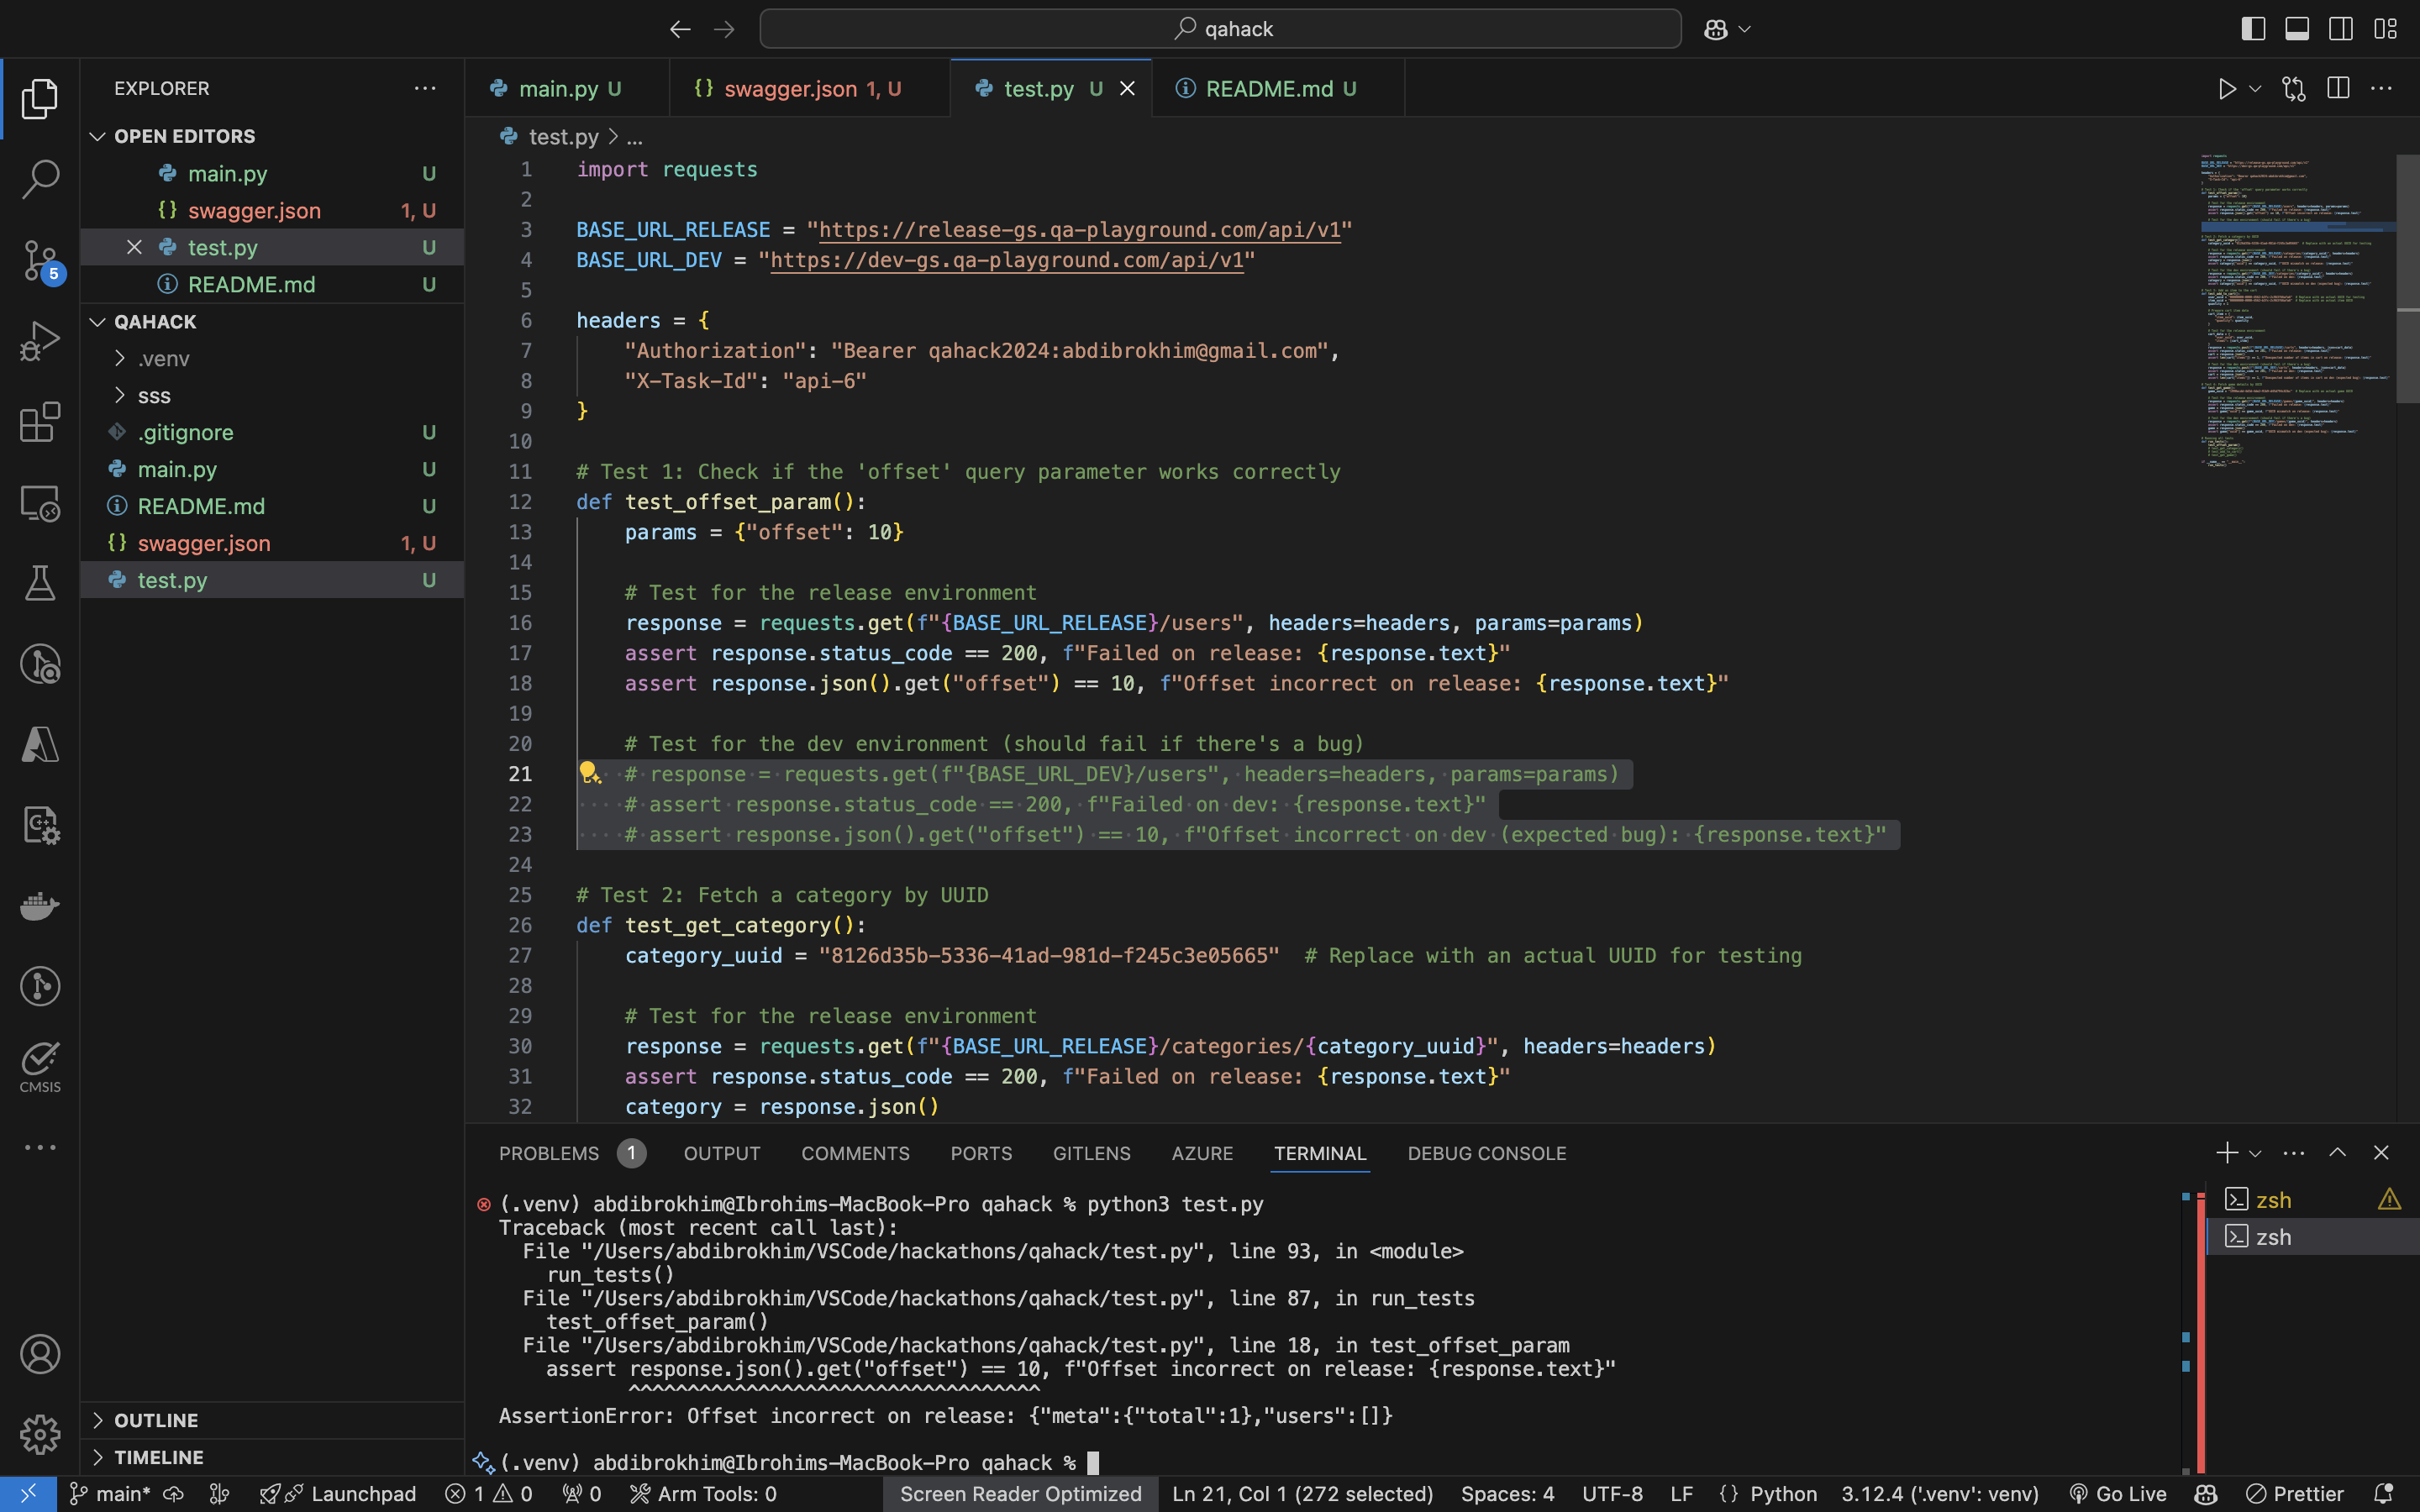 qahack
EXPLORER
OPEN EDITORS
main.py U
swagger.json 1, U
test.py U
README.md U
QAHACK
.venv
sss
.gitignore U
main.py U
README.md U
swagger.json 1, U
test.py U
OUTLINE
TIMELINE
5
CMSIS
main.py U
swagger.json 1, U
test.py U
README.md U
test.py > ...
1 import requests
2
3 BASE_URL_RELEASE = "https://release-gs.qa-playground.com/api/v1"
4 BASE_URL_DEV = "https://dev-gs.qa-playground.com/api/v1"
5
6 headers = {
7 "Authorization": "Bearer qahack2024:abdibrokhim@gmail.com",
8 "X-Task-Id": "api-6"
9 }
10
11 # Test 1: Check if the 'offset' query parameter works correctly
12 def test_offset_param():
13 params = {"offset": 10}
14
15 # Test for the release environment
16 response = requests.get(f"{BASE_URL_RELEASE}/users", headers=headers, params=params)
17 assert response.status_code == 200, f"Failed on release: {response.text}"
18 assert response.json().get("offset") == 10, f"Offset incorrect on release: {response.text}"
19
20 # Test for the dev environment (should fail if there's a bug)
21 # response = requests.get(f"{BASE_URL_DEV}/users", headers=headers, params=params)
22 # assert response.status_code == 200, f"Failed on dev: {response.text}"
23 # assert response.json().get("offset") == 10, f"Offset incorrect on dev (expected bug): {response.text}"
24
25 # Test 2: Fetch a category by UUID
26 def test_get_category():
27 category_uuid = "8126d35b-5336-41ad-981d-f245c3e05665" # Replace with an actual UUID for testing
28
29 # Test for the release environment
30 response = requests.get(f"{BASE_URL_RELEASE}/categories/{category_uuid}", headers=headers)
31 assert response.status_code == 200, f"Failed on release: {response.text}"
32 category = response.json()
PROBLEMS 1 OUTPUT COMMENTS PORTS GITLENS AZURE TERMINAL DEBUG CONSOLE
(.venv) abdibrokhim@Ibrohims-MacBook-Pro qahack % python3 test.py
Traceback (most recent call last):
File "/Users/abdibrokhim/VSCode/hackathons/qahack/test.py", line 93, in <module>
run_tests()
File "/Users/abdibrokhim/VSCode/hackathons/qahack/test.py", line 87, in run_tests
test_offset_param()
File "/Users/abdibrokhim/VSCode/hackathons/qahack/test.py", line 18, in test_offset_param
assert response.json().get("offset") == 10, f"Offset incorrect on release: {response.text}"
^^^^^^^^^^^^^^^^^^^^^^^^^^^^^^^^^^
AssertionError: Offset incorrect on release: {"meta":{"total":1},"users":[]}
(.venv) abdibrokhim@Ibrohims-MacBook-Pro qahack %
zsh
zsh
main* Launchpad 1 0 0 Arm Tools: 0 Screen Reader Optimized Ln 21, Col 1 (272 selected) Spaces: 4 UTF-8 LF {} Python 3.12.4 ('.venv': venv) Go Live Prettier